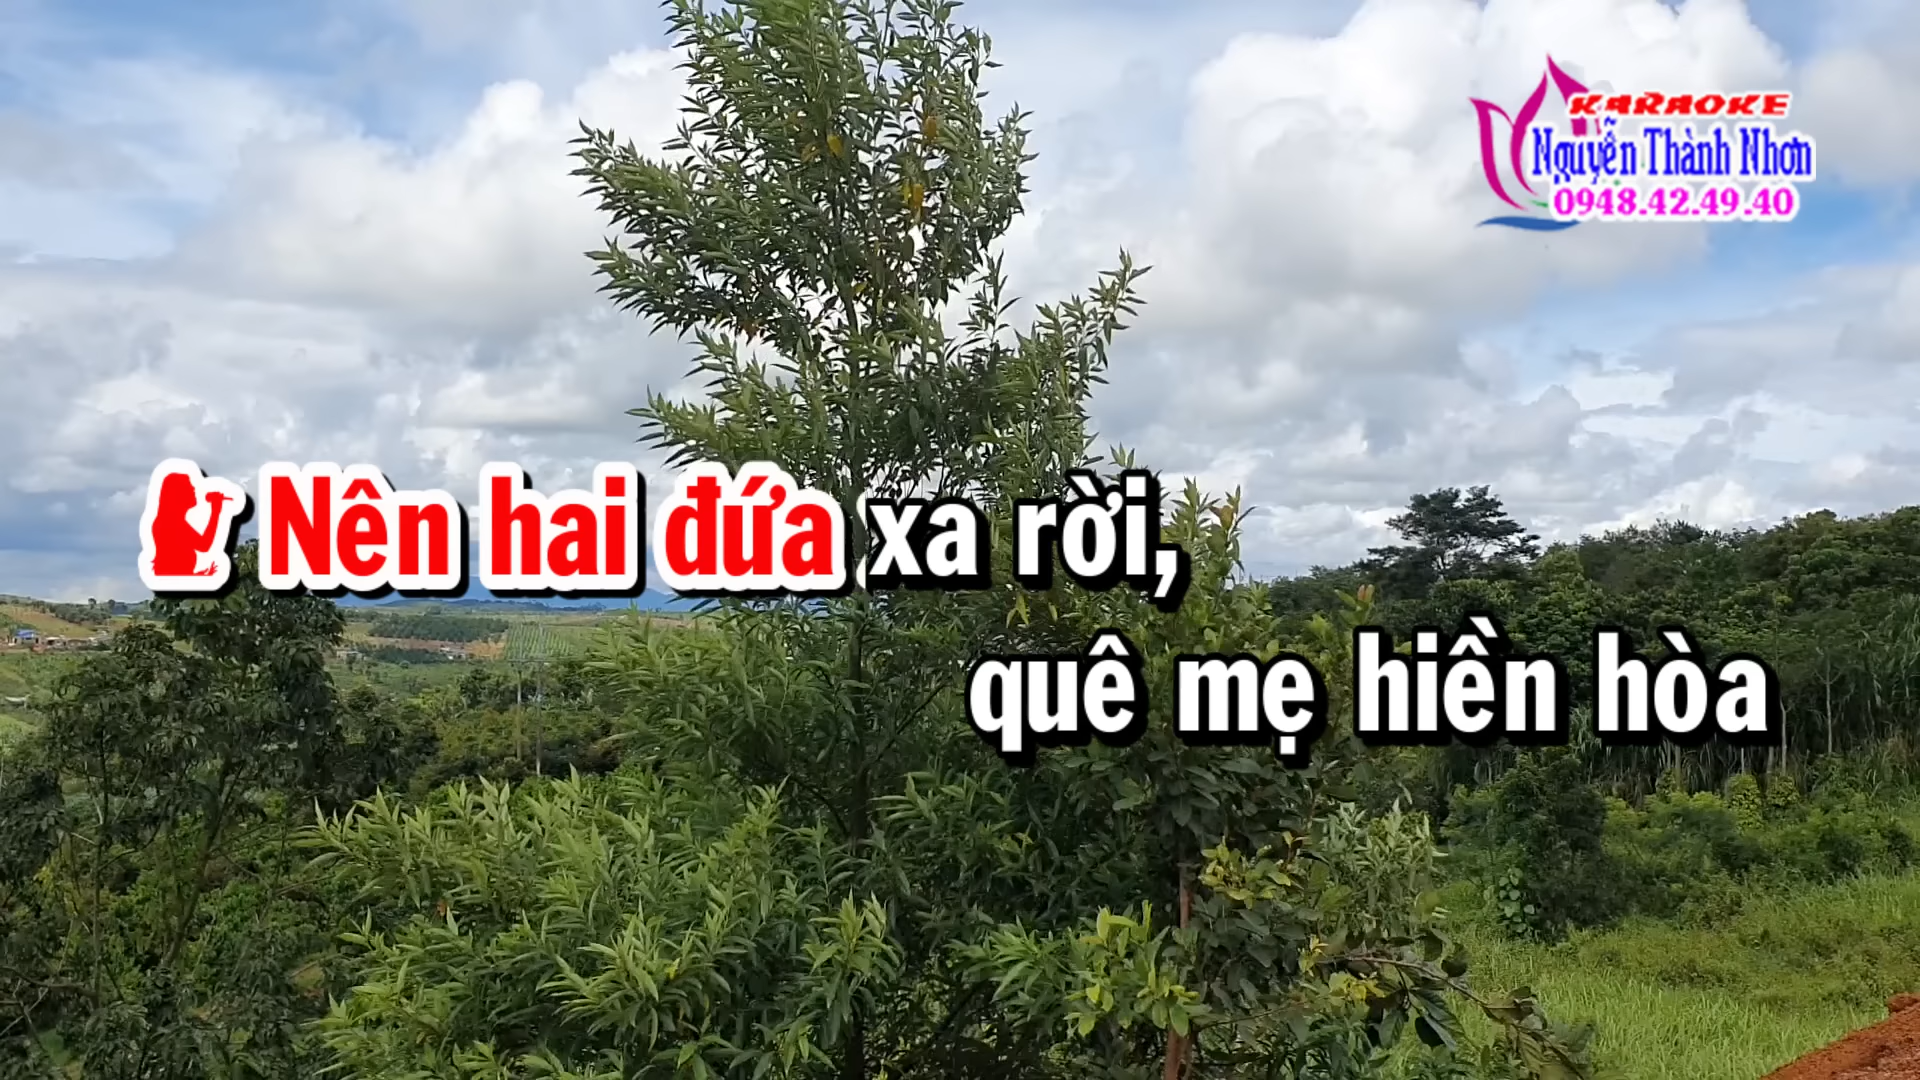 KARAOKE
Nguyễn Thành Nhơn
0948.42.49.40
Nên hai đứa xa rời,
quê mẹ hiền hòa